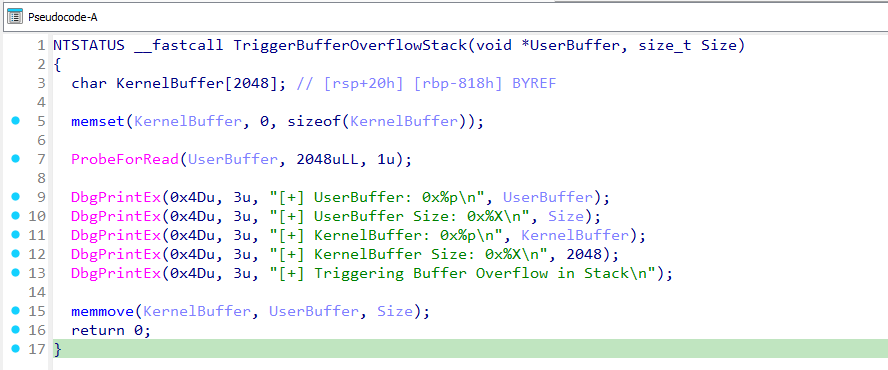 Pseudocode-A
1 NTSTATUS __fastcall TriggerBufferOverflowStack(void *UserBuffer, size_t Size)
2 {
3   char KernelBuffer[2048]; // [rsp+20h] [rbp-818h] BYREF
4
5   memset(KernelBuffer, 0, sizeof(KernelBuffer));
6
7   ProbeForRead(UserBuffer, 2048uLL, 1u);
8
9   DbgPrintEx(0x4Du, 3u, "[+] UserBuffer: 0x%p\n", UserBuffer);
10   DbgPrintEx(0x4Du, 3u, "[+] UserBuffer Size: 0x%X\n", Size);
11   DbgPrintEx(0x4Du, 3u, "[+] KernelBuffer: 0x%p\n", KernelBuffer);
12   DbgPrintEx(0x4Du, 3u, "[+] KernelBuffer Size: 0x%X\n", 2048);
13   DbgPrintEx(0x4Du, 3u, "[+] Triggering Buffer Overflow in Stack\n");
14
15   memmove(KernelBuffer, UserBuffer, Size);
16   return 0;
17 }